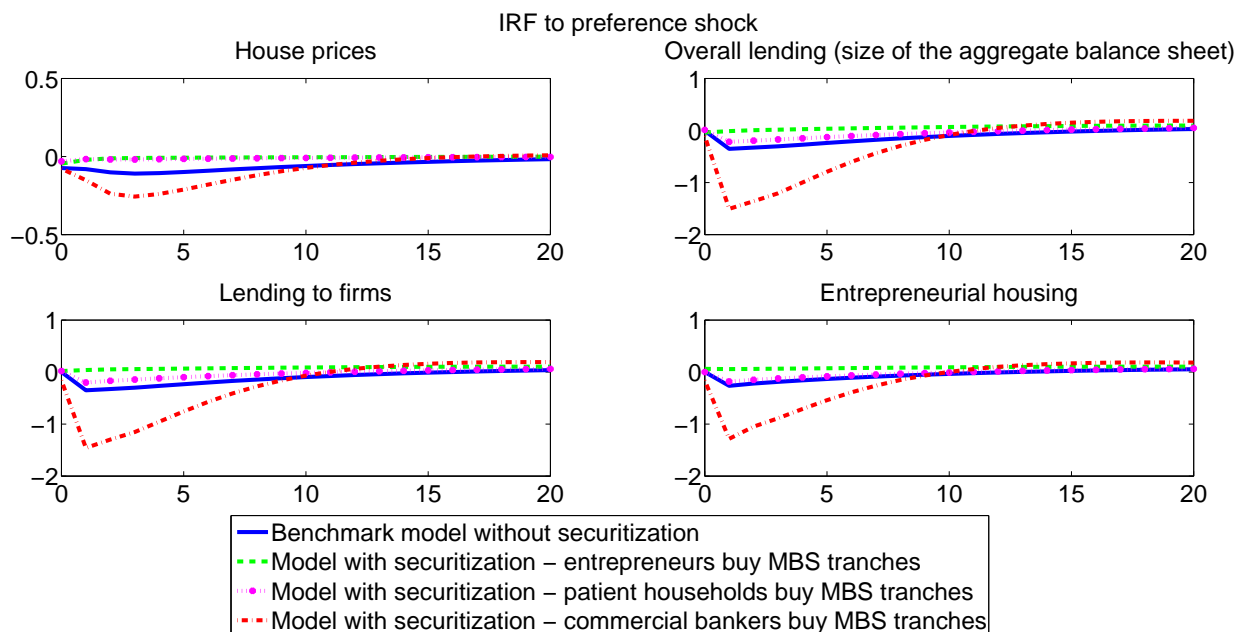 IRF to preference shock
House prices
Overall lending (size of the aggregate balance sheet)
0.5
0
−0.5
0 5 10 15 20
1
0
−1
−2
0 5 10 15 20
Lending to firms
Entrepreneurial housing
1
0
−1
−2
0 5 10 15 20
1
0
−1
−2
0 5 10 15 20
Benchmark model without securitization
Model with securitization − entrepreneurs buy MBS tranches
Model with securitization − patient households buy MBS tranches
Model with securitization − commercial bankers buy MBS tranches